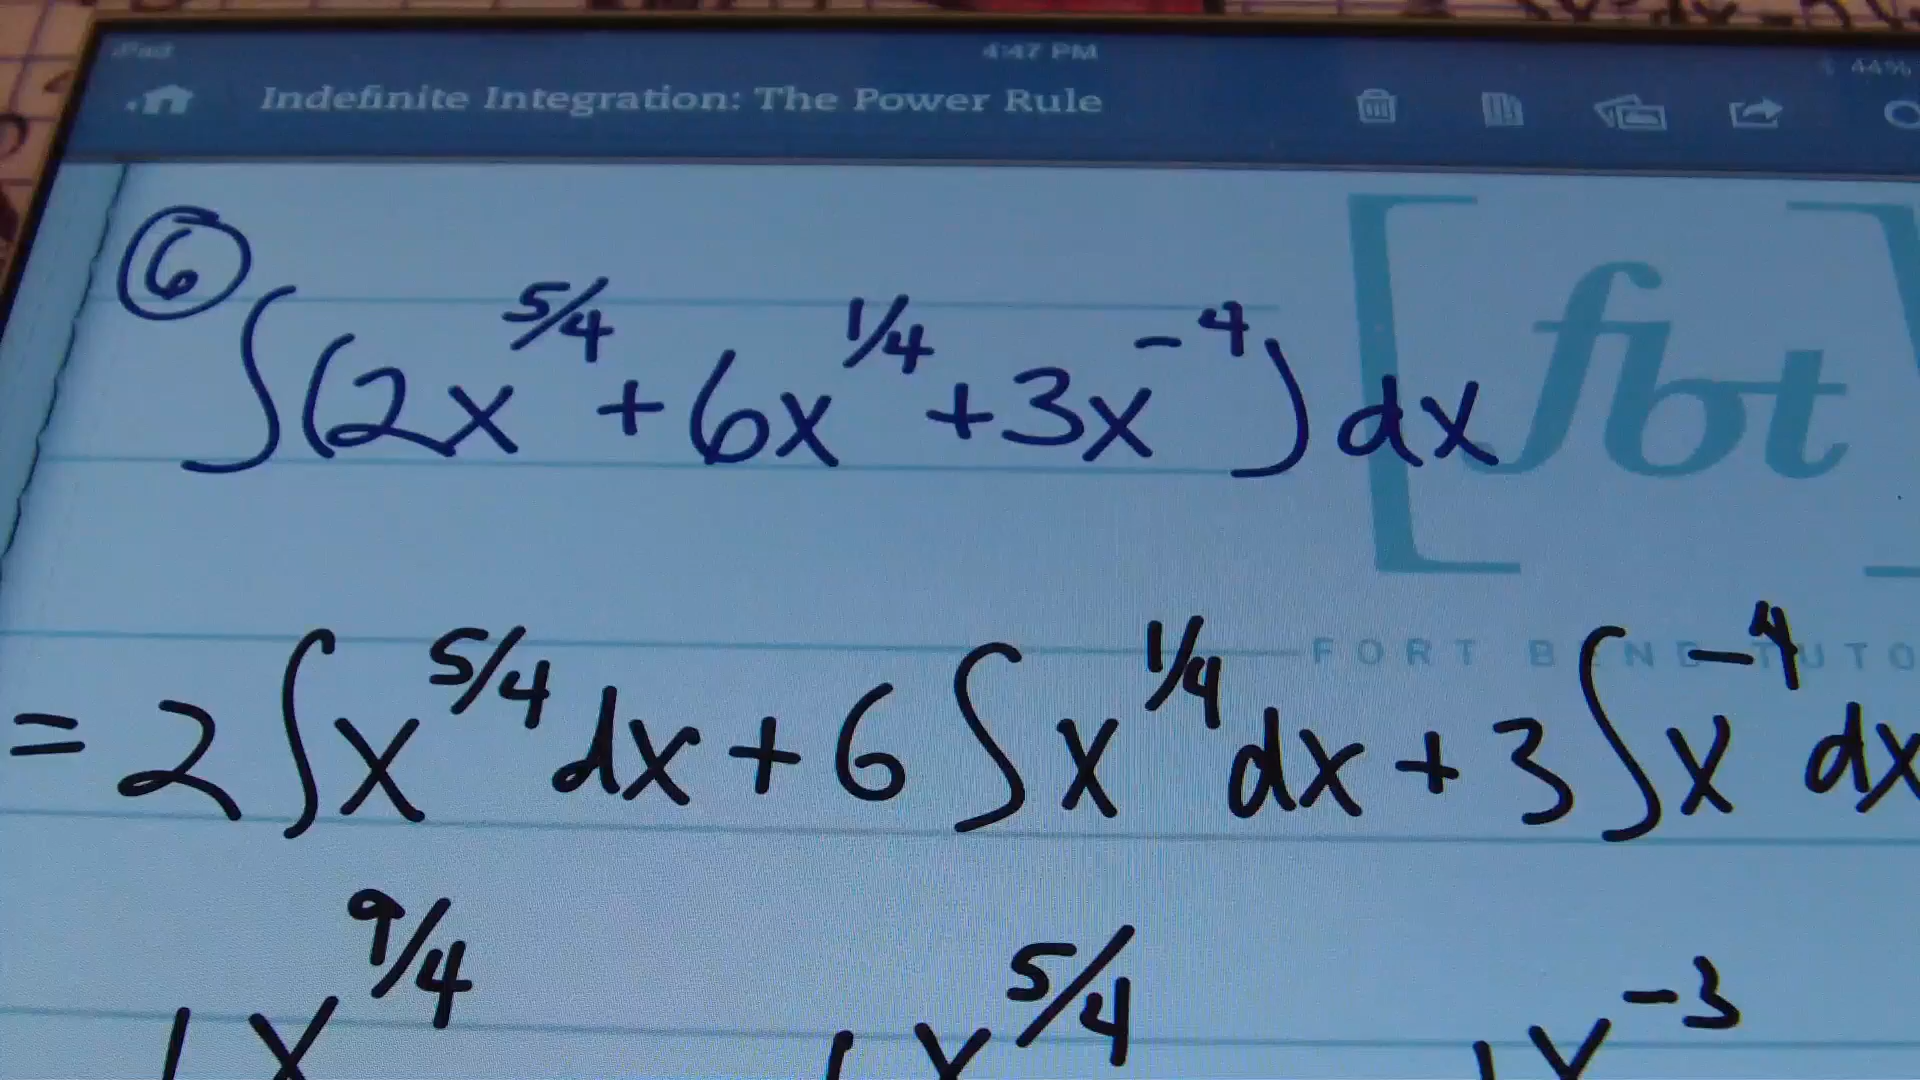 iPad 4:47 PM 44%
Indefinite Integration: The Power Rule
[fbt]
6
∫(2x^5/4 + 6x^1/4 + 3x^-4) dx
FORT BEND TUTO
= 2 ∫x^5/4 dx + 6 ∫x^1/4 dx + 3 ∫x^-4 dx
x^9/4 x^5/4 x^-3